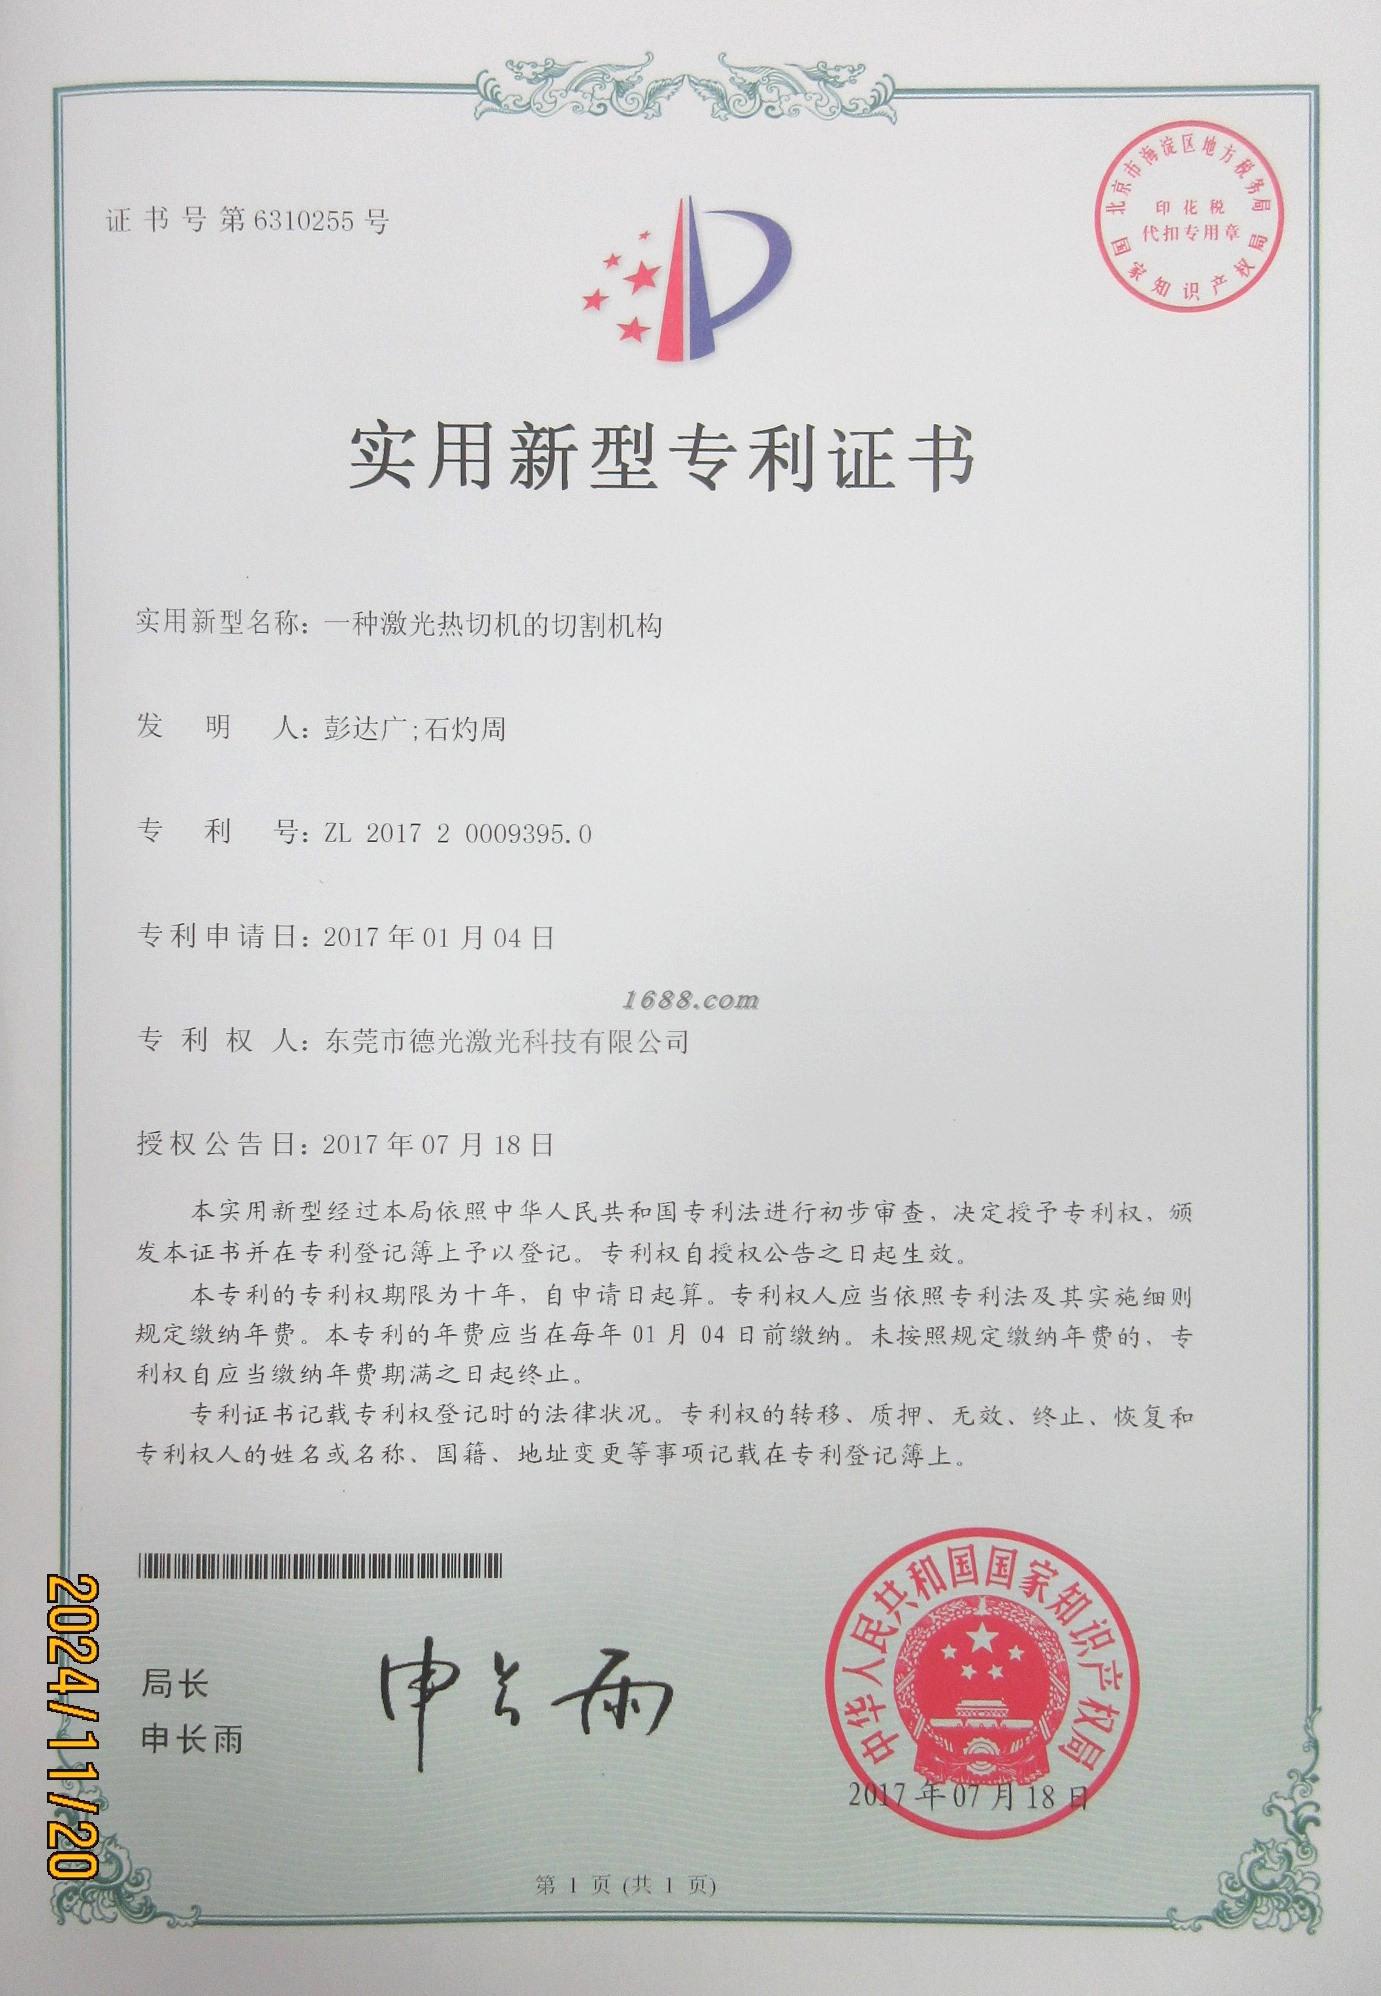 证书号第6310255号
北京市海淀区地方税务局
印花税
代扣专用章
国家知识产权局
实用新型专利证书
实用新型名称：一种激光热切机的切割机构
发明人：彭达广;石灼周
专利号：ZL 2017 2 0009395.0
专利申请日：2017年01月04日
1688.com
专利权人：东莞市德光激光科技有限公司
授权公告日：2017年07月18日
本实用新型经过本局依照中华人民共和国专利法进行初步审查，决定授予专利权，颁
发本证书并在专利登记簿上予以登记。专利权自授权公告之日起生效。
本专利的专利权期限为十年，自申请日起算。专利权人应当依照专利法及其实施细则
规定缴纳年费。本专利的年费应当在每年01月04日前缴纳。未按照规定缴纳年费的，专
利权自应当缴纳年费期满之日起终止。
专利证书记载专利权登记时的法律状况。专利权的转移、质押、无效、终止、恢复和
专利权人的姓名或名称、国籍、地址变更等事项记载在专利登记簿上。
局长
申长雨
申长雨
中华人民共和国国家知识产权局
2017年07月18日
第1页(共1页)
2024/11/20